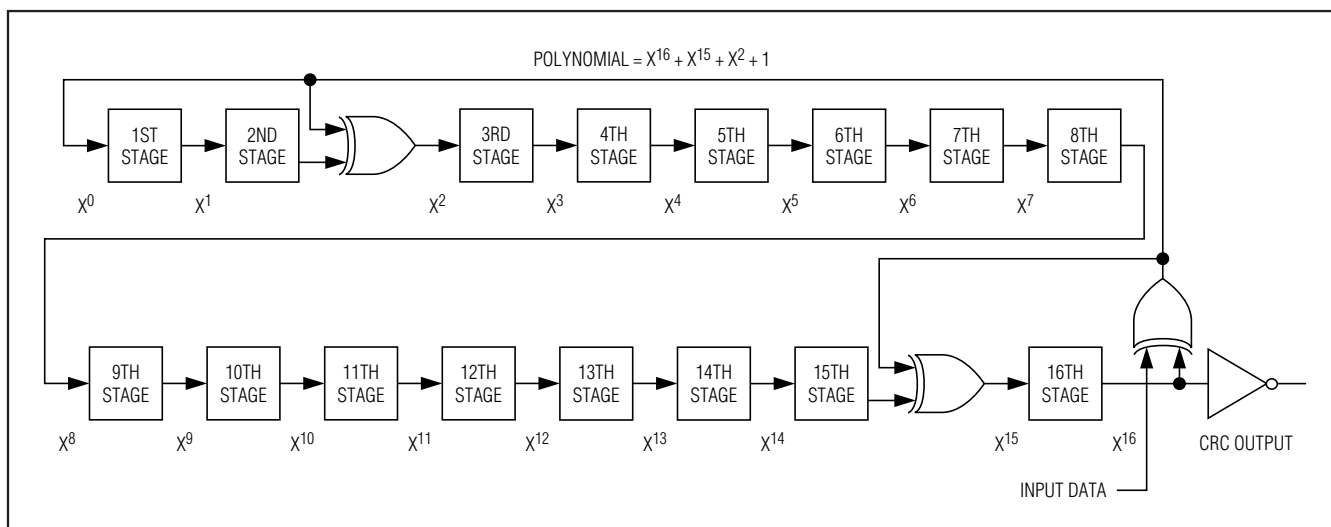 POLYNOMIAL = X¹⁶ + X¹⁵ + X² + 1
1ST
STAGE
2ND
STAGE
3RD
STAGE
4TH
STAGE
5TH
STAGE
6TH
STAGE
7TH
STAGE
8TH
STAGE
X⁰
X¹
X²
X³
X⁴
X⁵
X⁶
X⁷
9TH
STAGE
10TH
STAGE
11TH
STAGE
12TH
STAGE
13TH
STAGE
14TH
STAGE
15TH
STAGE
16TH
STAGE
X⁸
X⁹
X¹⁰
X¹¹
X¹²
X¹³
X¹⁴
X¹⁵
X¹⁶
CRC OUTPUT
INPUT DATA